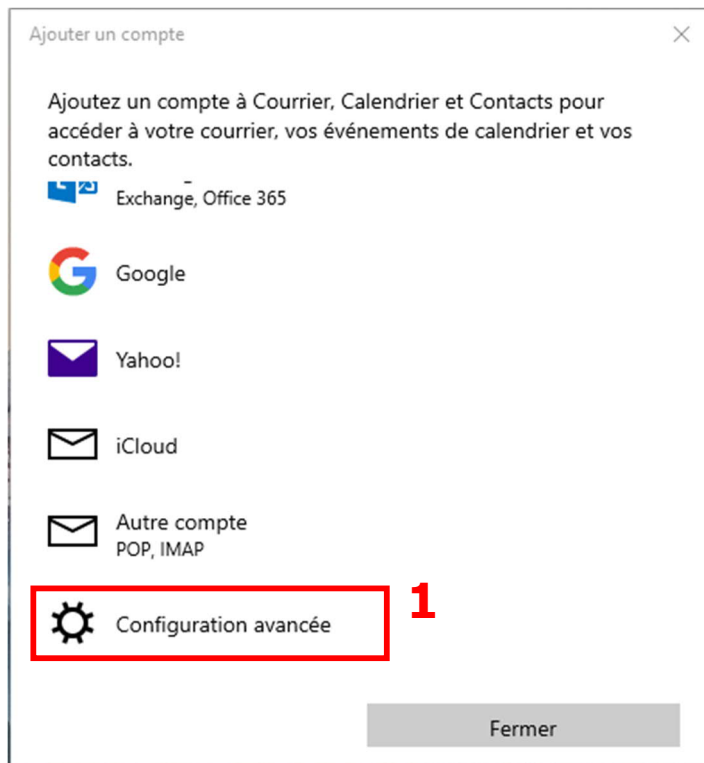 Ajouter un compte
Ajoutez un compte à Courrier, Calendrier et Contacts pour
accéder à votre courrier, vos événements de calendrier et vos
contacts.
Exchange, Office 365
Google
Yahoo!
iCloud
Autre compte
POP, IMAP
Configuration avancée
1
Fermer